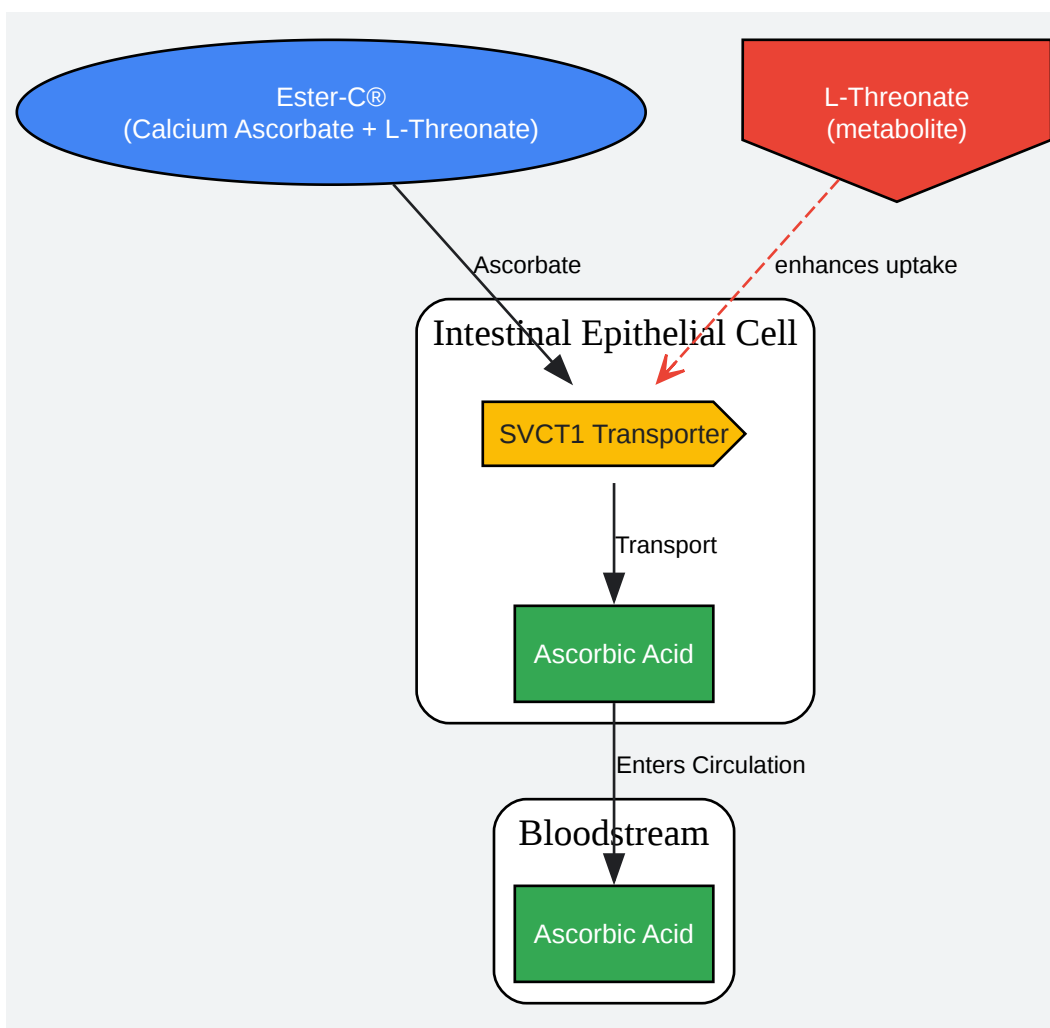 Ester-C®
(Calcium Ascorbate + L-Threonate)
L-Threonate
(metabolite)
Ascorbate
enhances uptake
Intestinal Epithelial Cell
SVCT1 Transporter
Transport
Ascorbic Acid
Enters Circulation
Bloodstream
Ascorbic Acid